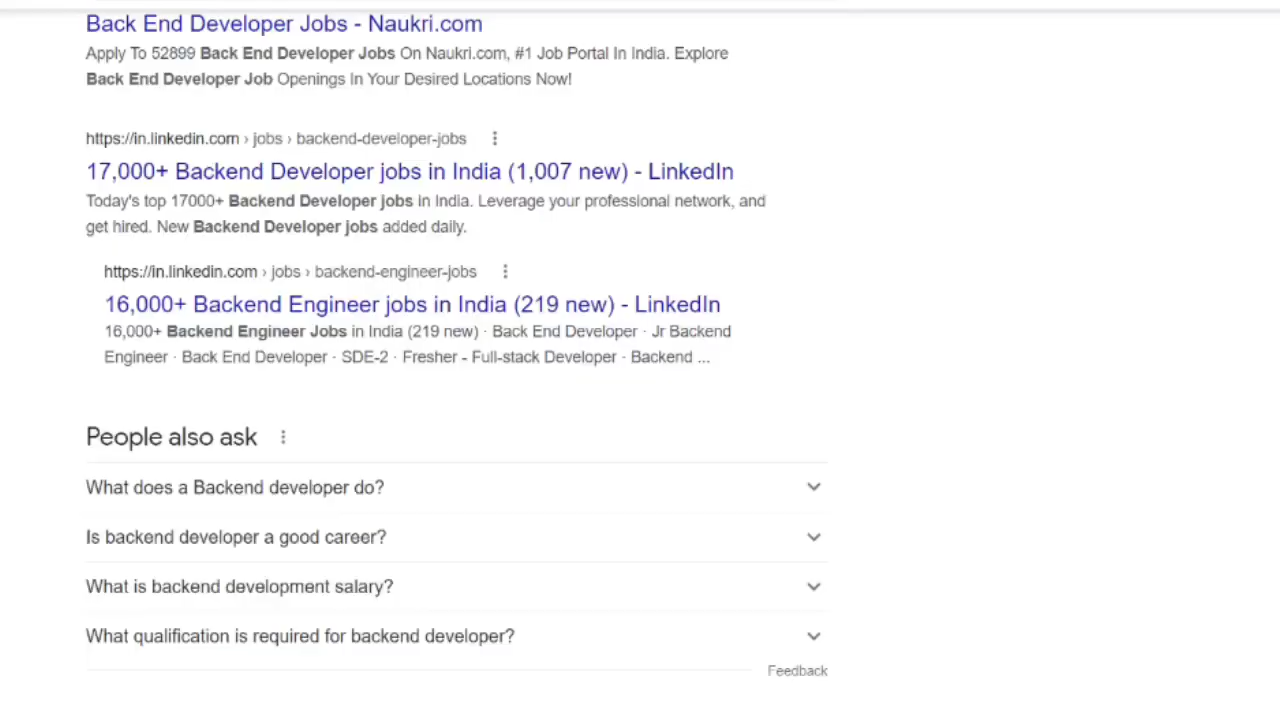 Back End Developer Jobs - Naukri.com
Apply To 52899 Back End Developer Jobs On Naukri.com, #1 Job Portal In India. Explore
Back End Developer Job Openings In Your Desired Locations Now!
https://in.linkedin.com › jobs › backend-developer-jobs
17,000+ Backend Developer jobs in India (1,007 new) - LinkedIn
Today's top 17000+ Backend Developer jobs in India. Leverage your professional network, and
get hired. New Backend Developer jobs added daily.
https://in.linkedin.com › jobs › backend-engineer-jobs
16,000+ Backend Engineer jobs in India (219 new) - LinkedIn
16,000+ Backend Engineer Jobs in India (219 new) · Back End Developer · Jr Backend
Engineer · Back End Developer · SDE-2 · Fresher - Full-stack Developer · Backend ...
People also ask
What does a Backend developer do?
Is backend developer a good career?
What is backend development salary?
What qualification is required for backend developer?
Feedback